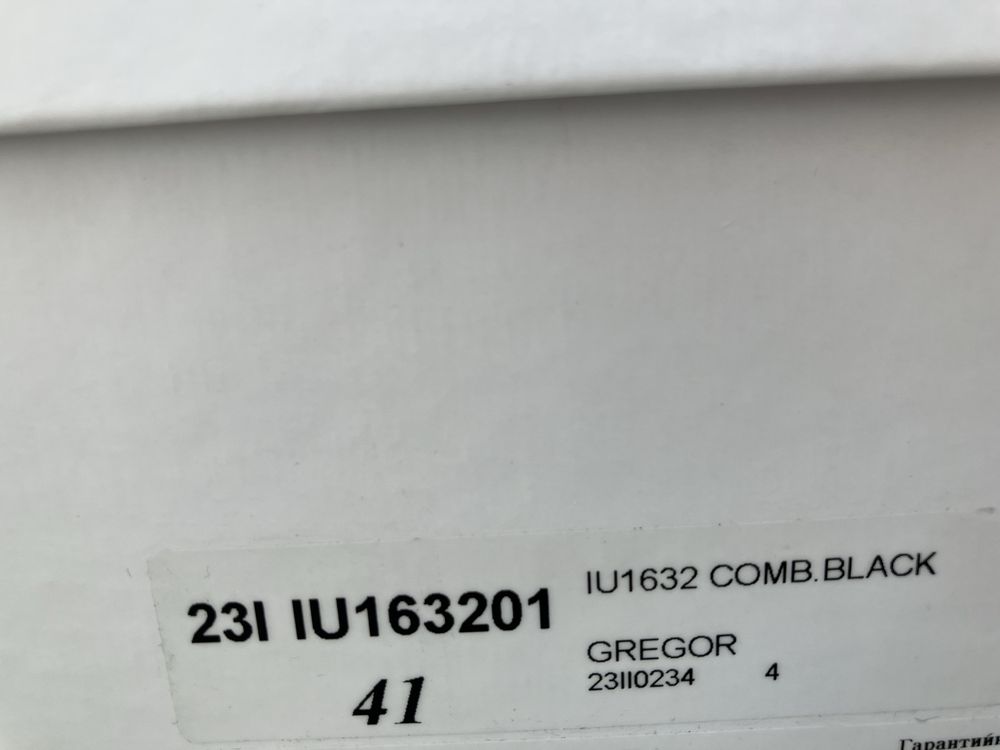 23I IU163201
41
IU1632 COMB.BLACK
GREGOR
23II0234 4